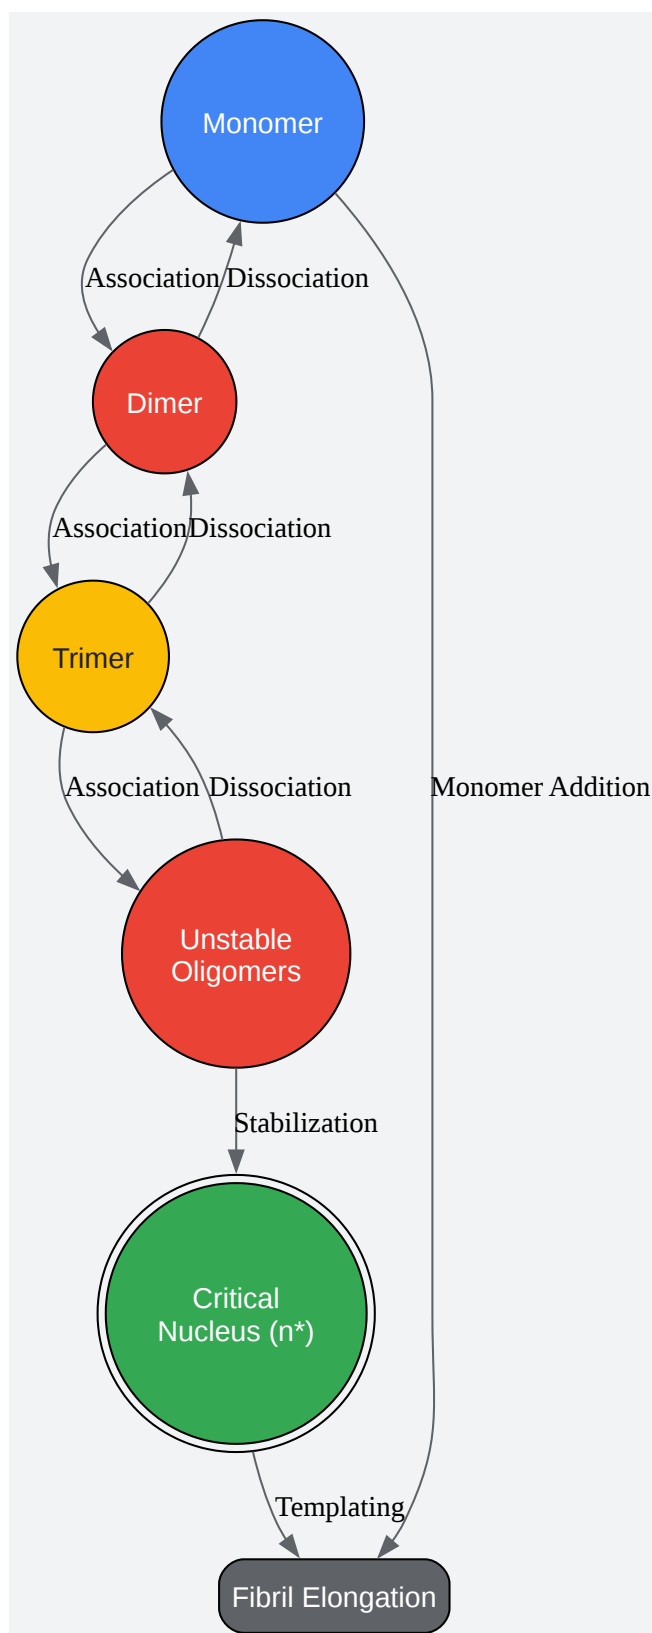 Monomer
Association
Dissociation
Dimer
Association
Dissociation
Trimer
Association
Dissociation
Monomer Addition
Unstable
Oligomers
Stabilization
Critical
Nucleus (n*)
Templating
Fibril Elongation